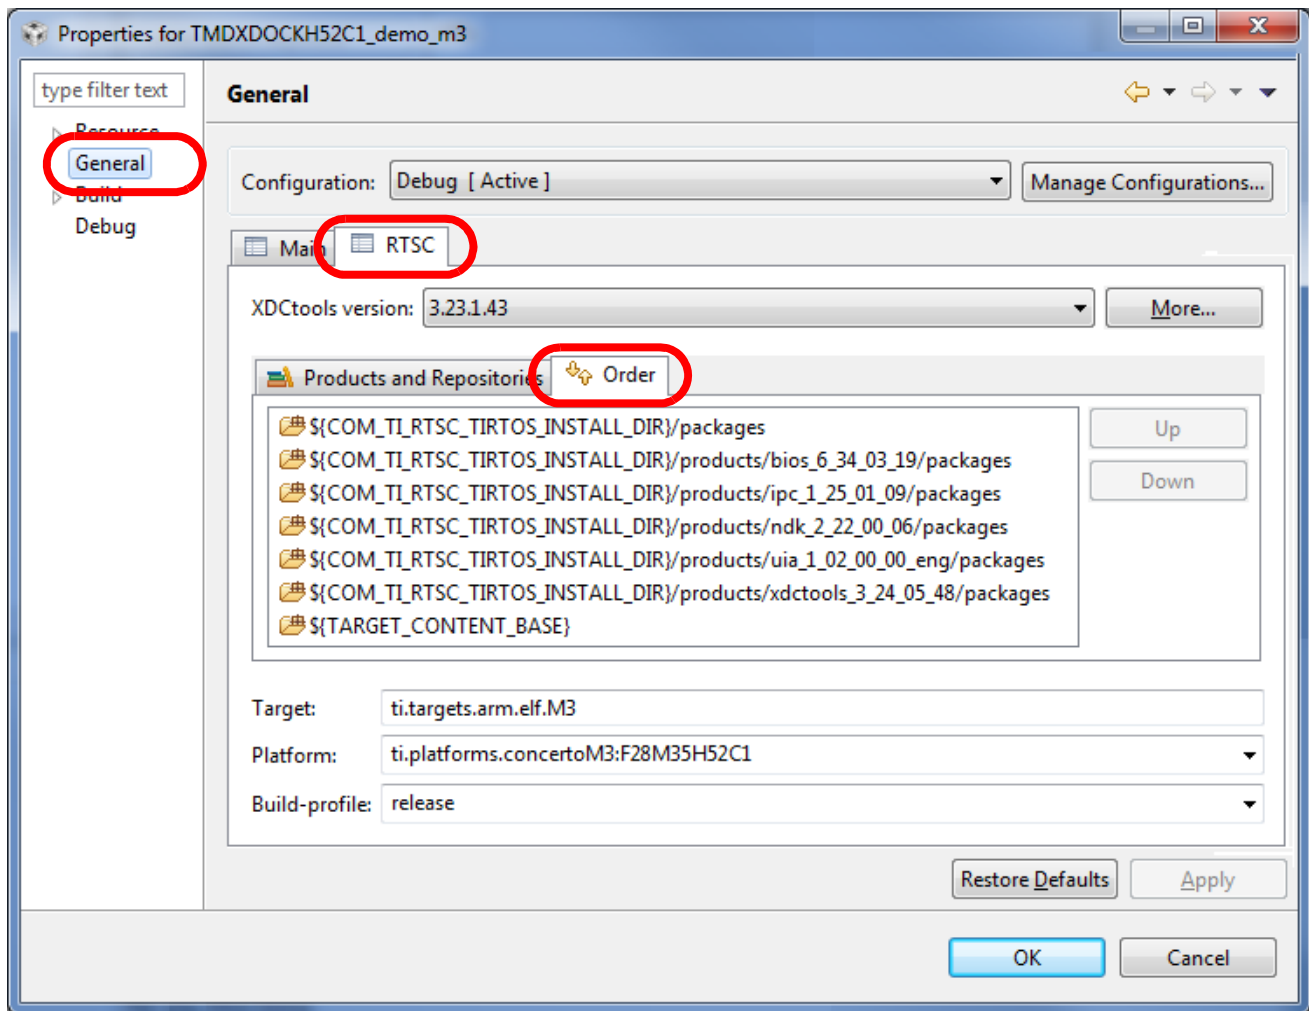 Properties for TMDXDOCKH52C1_demo_m3
type filter text
General
Resource
General
Build
Debug
Configuration: Debug [ Active ] Manage Configurations...
Main RTSC
XDCtools version: 3.23.1.43 More...
Products and Repositories Order
${COM_TI_RTSC_TIRTOS_INSTALL_DIR}/packages
${COM_TI_RTSC_TIRTOS_INSTALL_DIR}/products/bios_6_34_03_19/packages
${COM_TI_RTSC_TIRTOS_INSTALL_DIR}/products/ipc_1_25_01_09/packages
${COM_TI_RTSC_TIRTOS_INSTALL_DIR}/products/ndk_2_22_00_06/packages
${COM_TI_RTSC_TIRTOS_INSTALL_DIR}/products/uia_1_02_00_00_eng/packages
${COM_TI_RTSC_TIRTOS_INSTALL_DIR}/products/xdctools_3_24_05_48/packages
${TARGET_CONTENT_BASE}
Up
Down
Target: ti.targets.arm.elf.M3
Platform: ti.platforms.concertoM3:F28M35H52C1
Build-profile: release
Restore Defaults Apply
OK Cancel